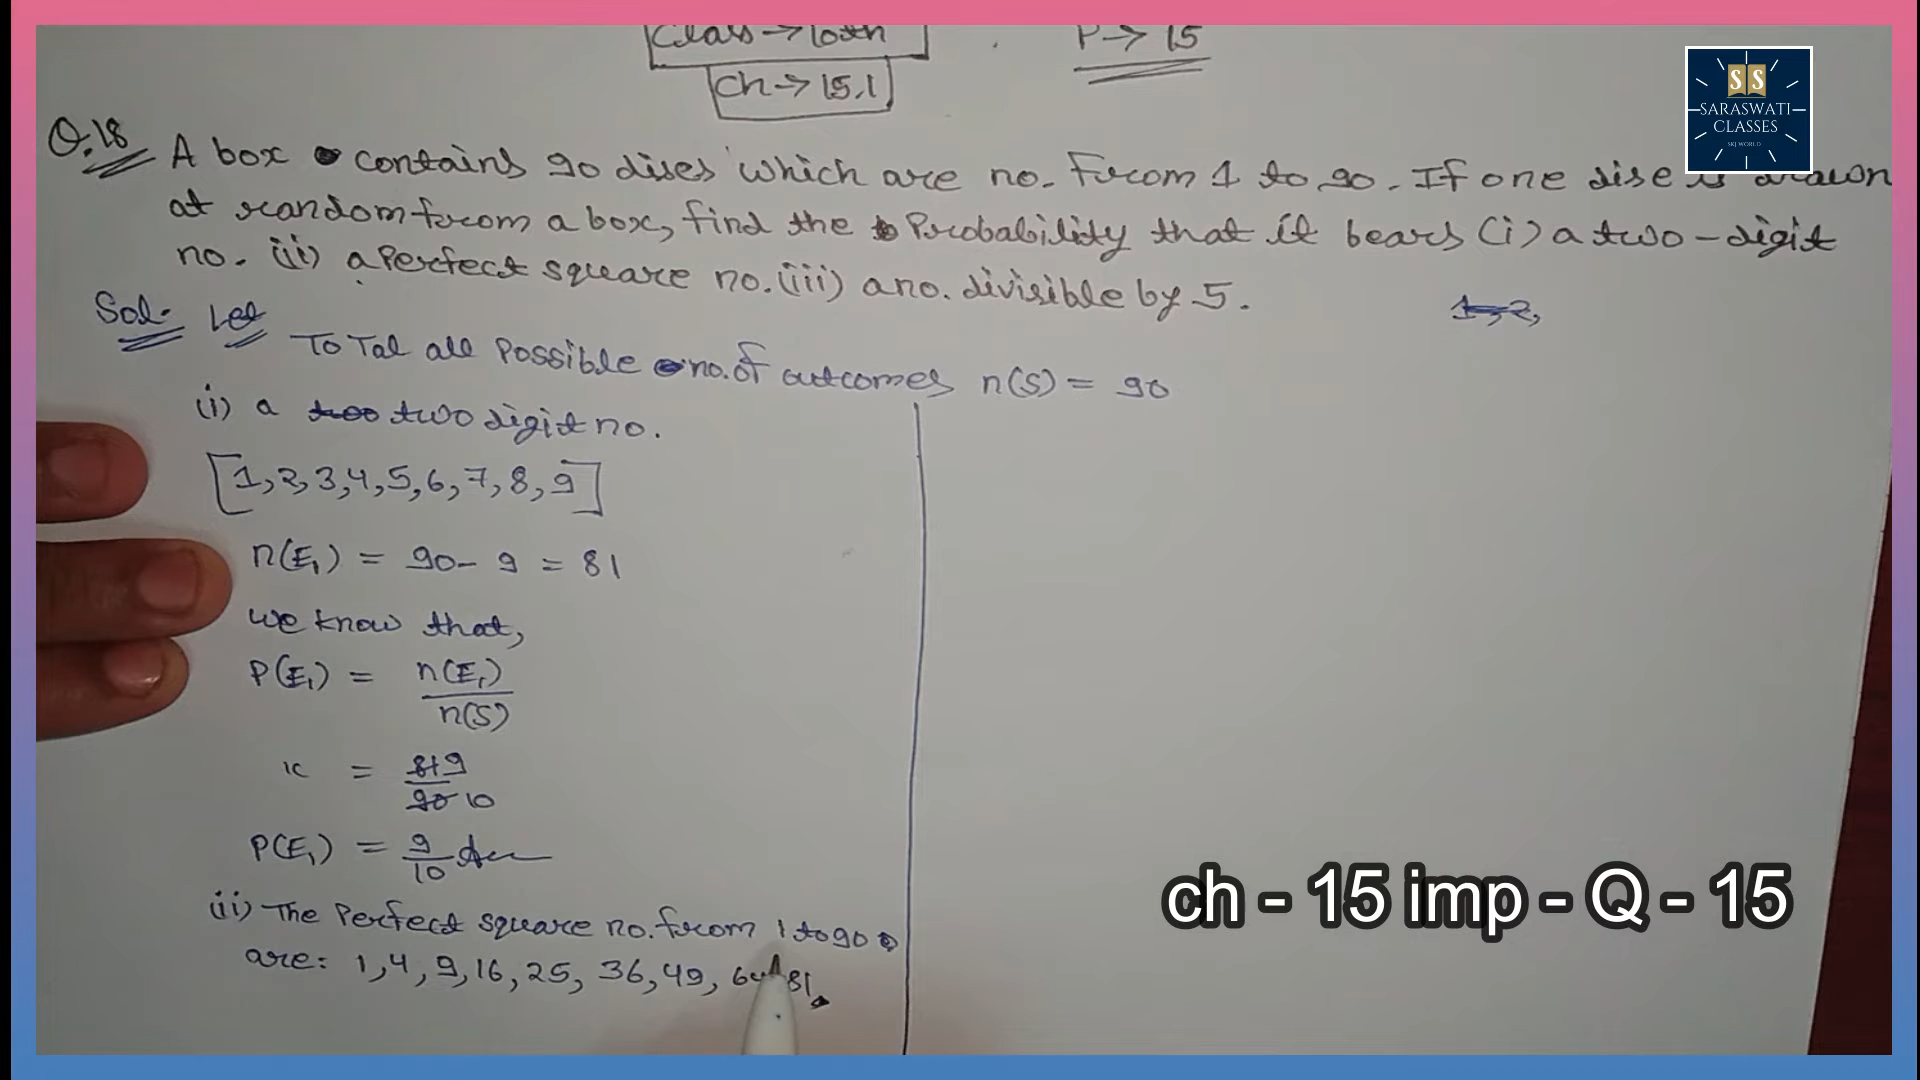 Class → 10th
P → 15
Ch → 15.1
SS
SARASWATI
CLASSES
SKJ WORLD
Q.18 A box contains 90 discs which are no. From 1 to 90. If one disc is drawn
at random from a box, find the Probability that it bears (i) a two-digit
no. (ii) a Perfect square no. (iii) a no. divisible by 5.
1, 2,
Sol. Let
ToTal all Possible no. of outcomes n(S) = 90
(i) a two digit no.
[1, 2, 3, 4, 5, 6, 7, 8, 9]
n(E₁) = 90 - 9 = 81
we know that,
P(E₁) = n(E₁)
n(S)
= 81 9
90 10
P(E₁) = 9
10
(ii) The Perfect square no. from 1 to 90
are: 1, 4, 9, 16, 25, 36, 49, 64 81
ch - 15 imp - Q - 15